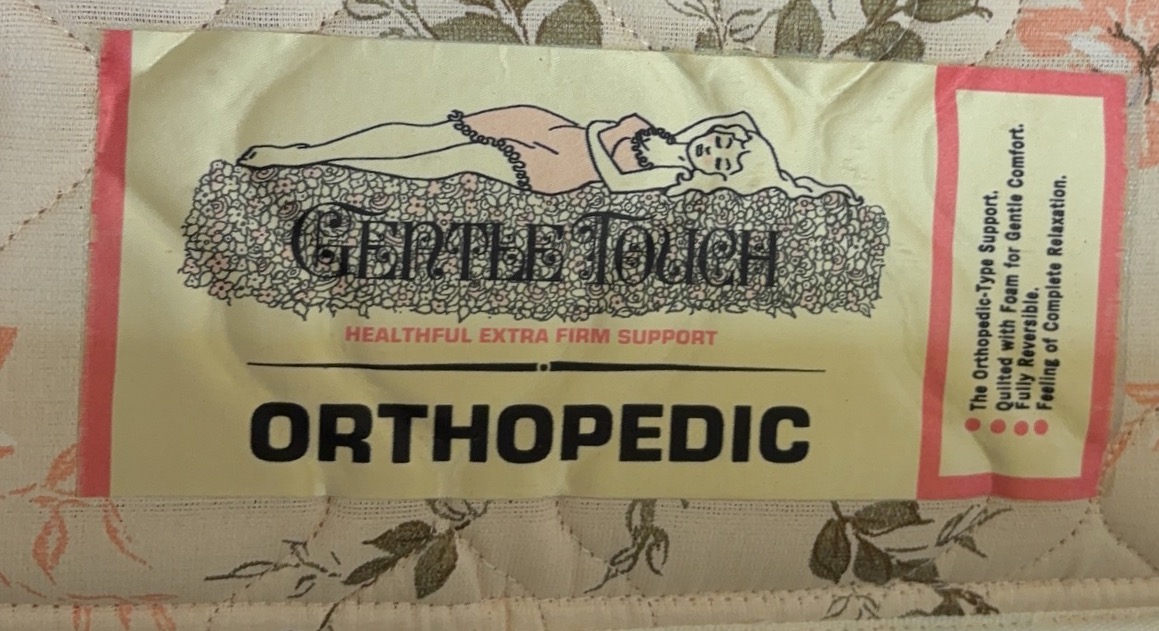 GENTLE TOUCH
HEALTHFUL EXTRA FIRM SUPPORT
ORTHOPEDIC
• The Orthopedic-Type Support.
• Quilted with Foam for Gentle Comfort.
• Fully Reversible.
• Feeling of Complete Relaxation.